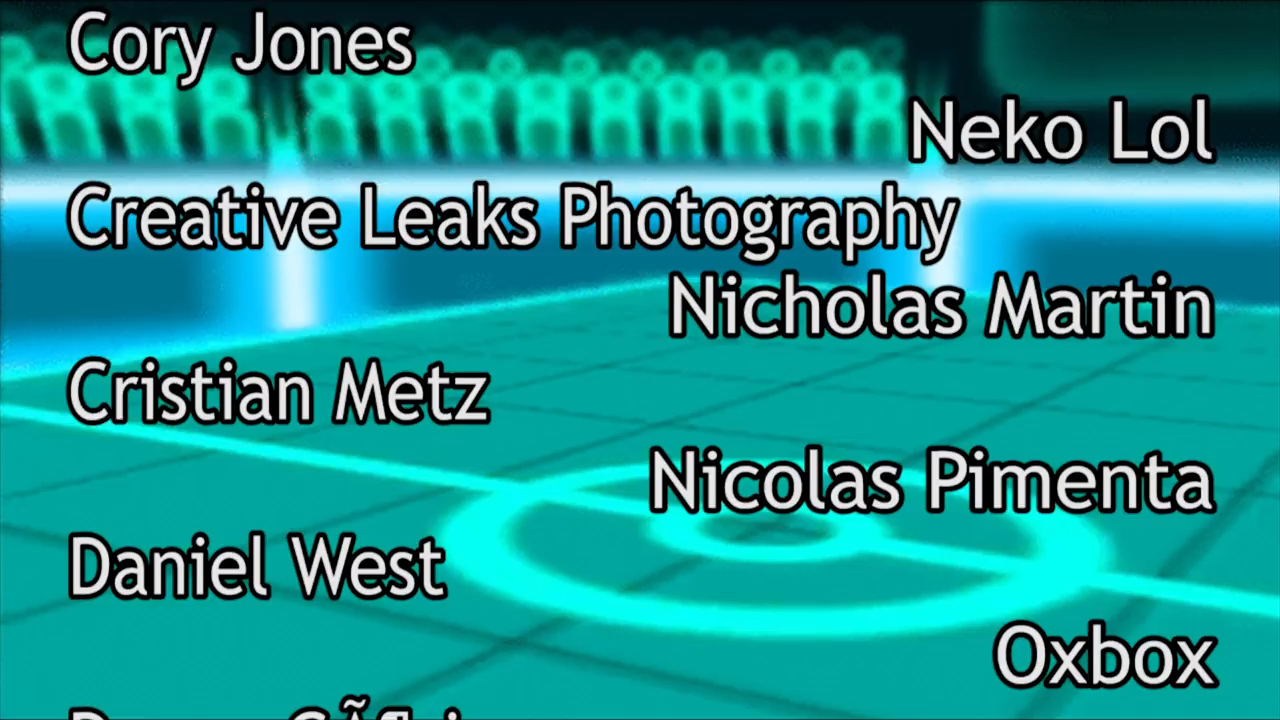 Cory Jones
Neko Lol
Creative Leaks Photography
Nicholas Martin
Cristian Metz
Nicolas Pimenta
Daniel West
Oxbox